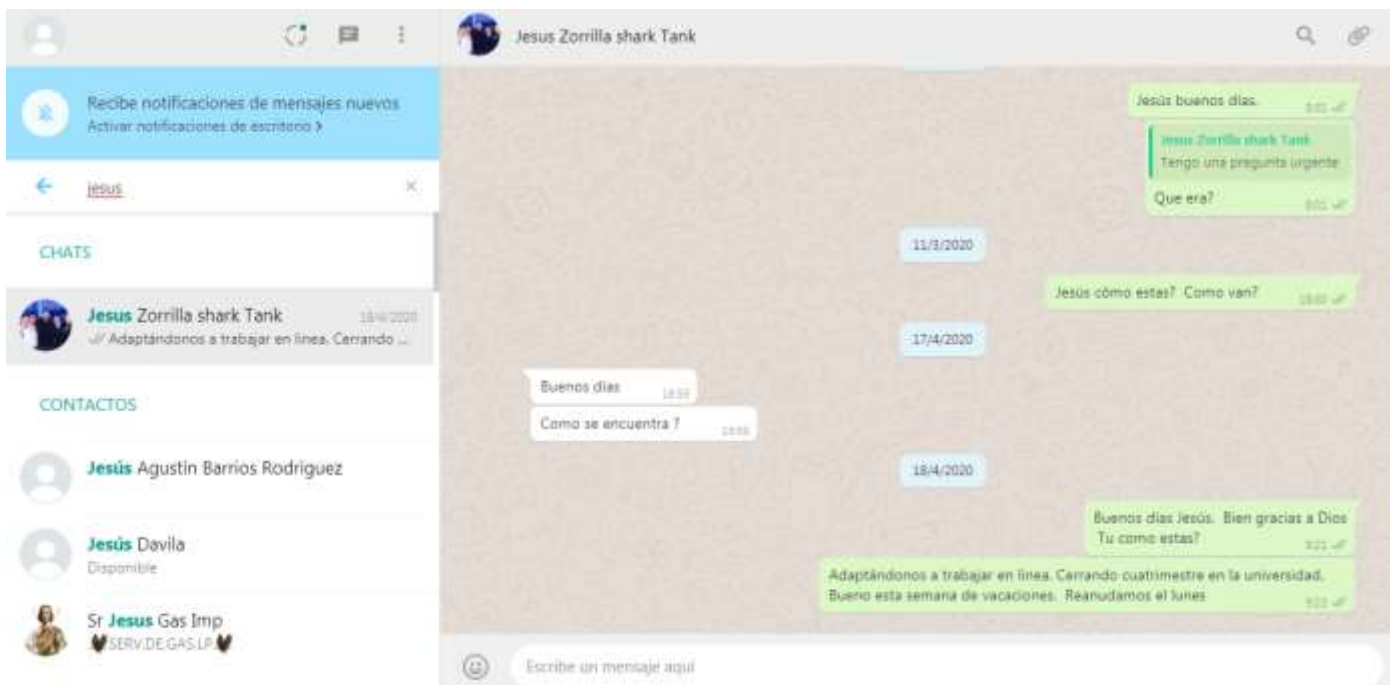 Recibe notificaciones de mensajes nuevos
Activar notificaciones de escritorio >
jesus
CHATS
Jesus Zorrilla shark Tank
18/4/2020
Adaptándonos a trabajar en linea. Cerrando ...
CONTACTOS
Jesús Agustín Barrios Rodriguez
Jesús Davila
Disponible
Sr Jesus Gas Imp
SERV.DE.GAS.LP.
Jesus Zorrilla shark Tank
Jesús buenos días.
Jesus Zorrilla shark Tank
Tengo una pregunta urgente
Que era?
11/3/2020
Jesús cómo estas? Como van?
17/4/2020
Buenos días
Como se encuentra ?
18/4/2020
Buenos días Jesús. Bien gracias a Dios
Tu como estas?
9:21
Adaptándonos a trabajar en linea. Cerrando cuatrimestre en la universidad.
Bueno esta semana de vacaciones. Reanudamos el lunes
Escribe un mensaje aquí